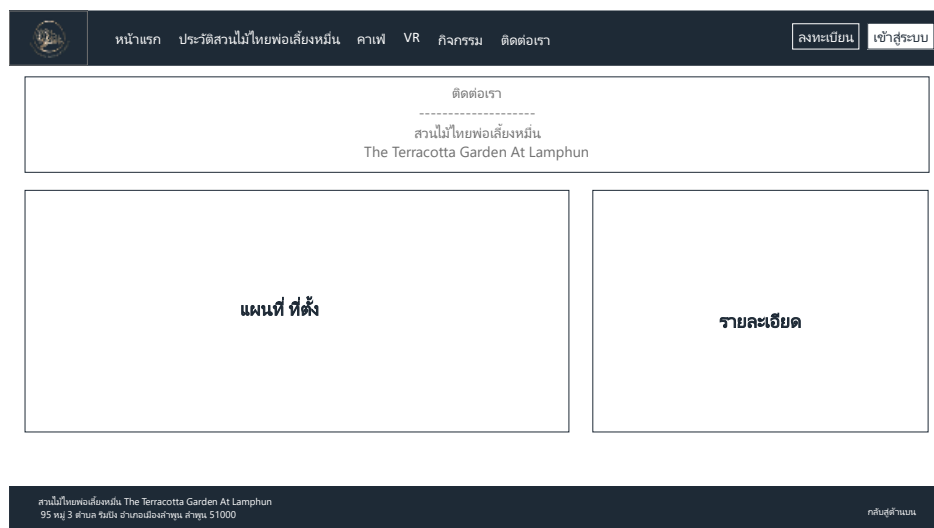 หน้าแรก ประวัติสวนไม้ไทยพ่อเลี้ยงหมื่น คาเฟ่ VR กิจกรรม ติดต่อเรา ลงทะเบียน เข้าสู่ระบบ
ติดต่อเรา
--------------------
สวนไม้ไทยพ่อเลี้ยงหมื่น
The Terracotta Garden At Lamphun
แผนที่ ที่ตั้ง
รายละเอียด
สวนไม้ไทยพ่อเลี้ยงหมื่น The Terracotta Garden At Lamphun
95 หมู่ 3 ตำบล ริมปิง อำเภอเมืองลำพูน ลำพูน 51000
กลับสู่ด้านบน